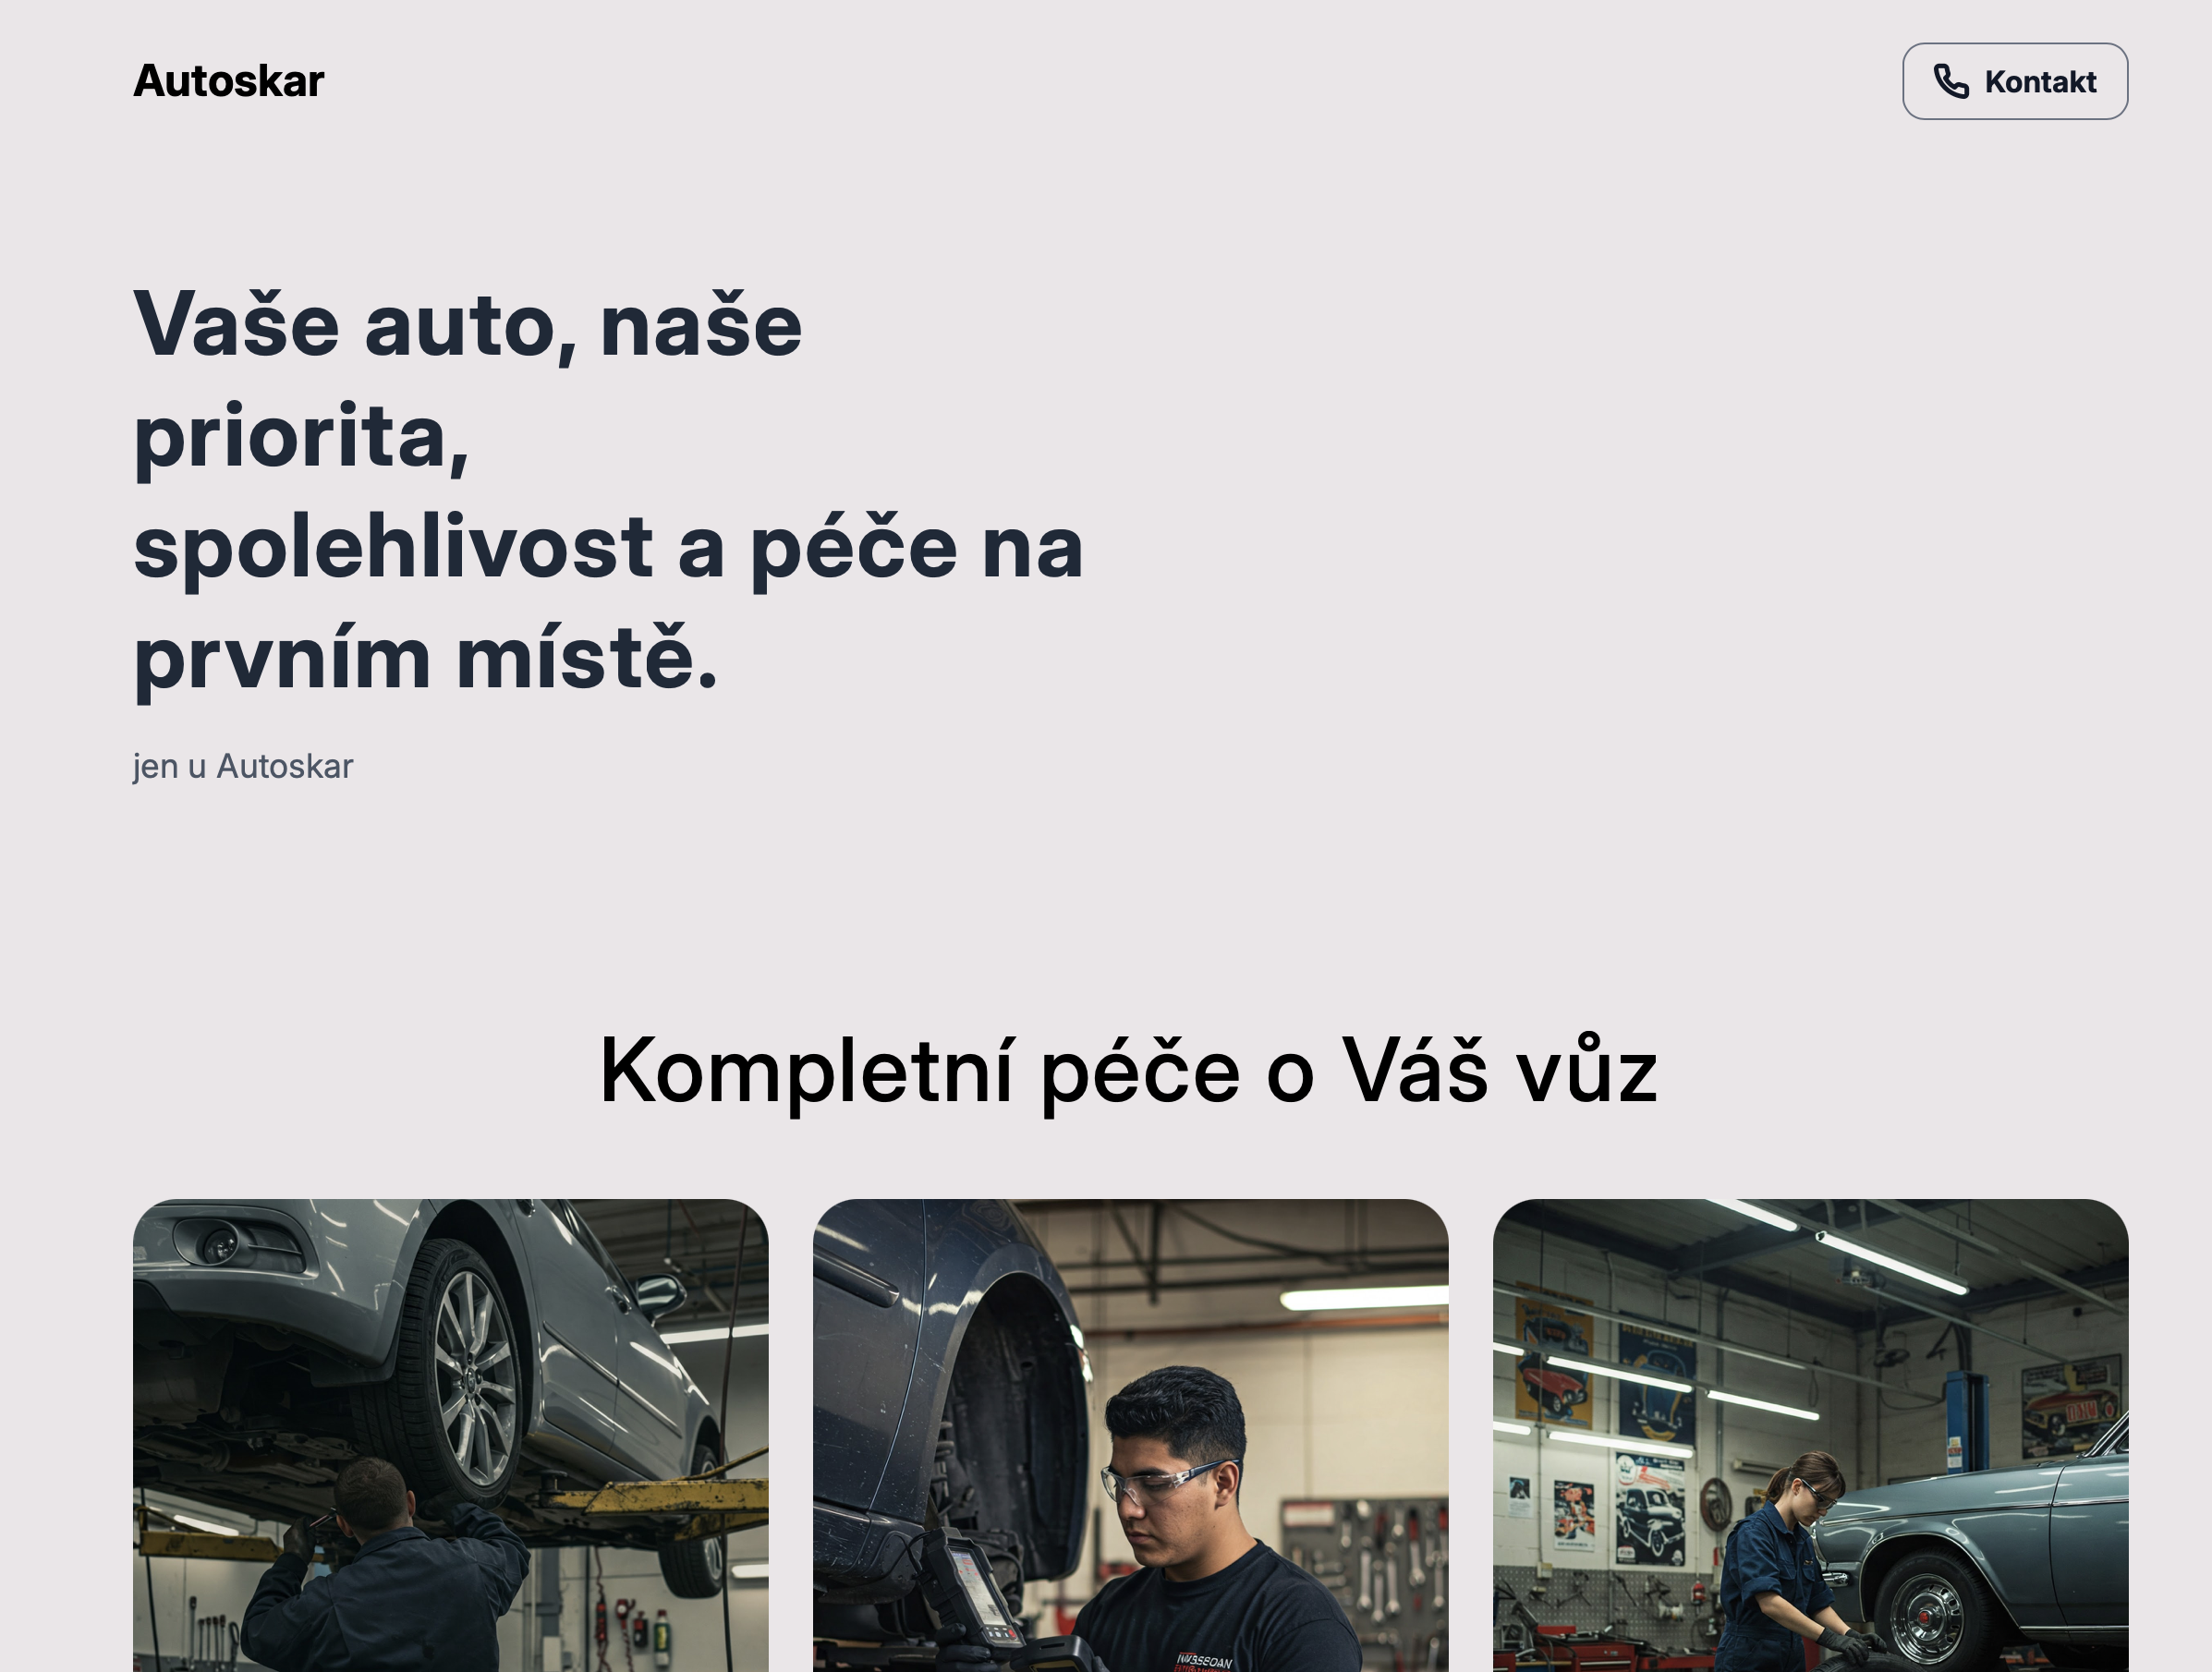 Autoskar
Kontakt
Vaše auto, naše
priorita,
spolehlivost a péče na
prvním místě.
jen u Autoskar
Kompletní péče o Váš vůz